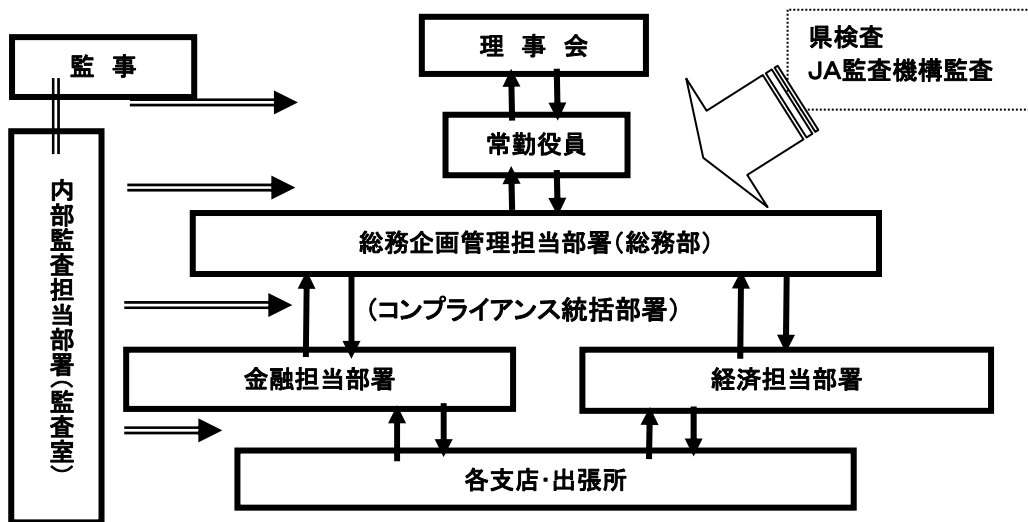 理事会
監事
県検査
JA監査機構監査
常勤役員
内部監査担当部署（監査室）
総務企画管理担当部署（総務部）
（コンプライアンス統括部署）
金融担当部署
経済担当部署
各支店・出張所